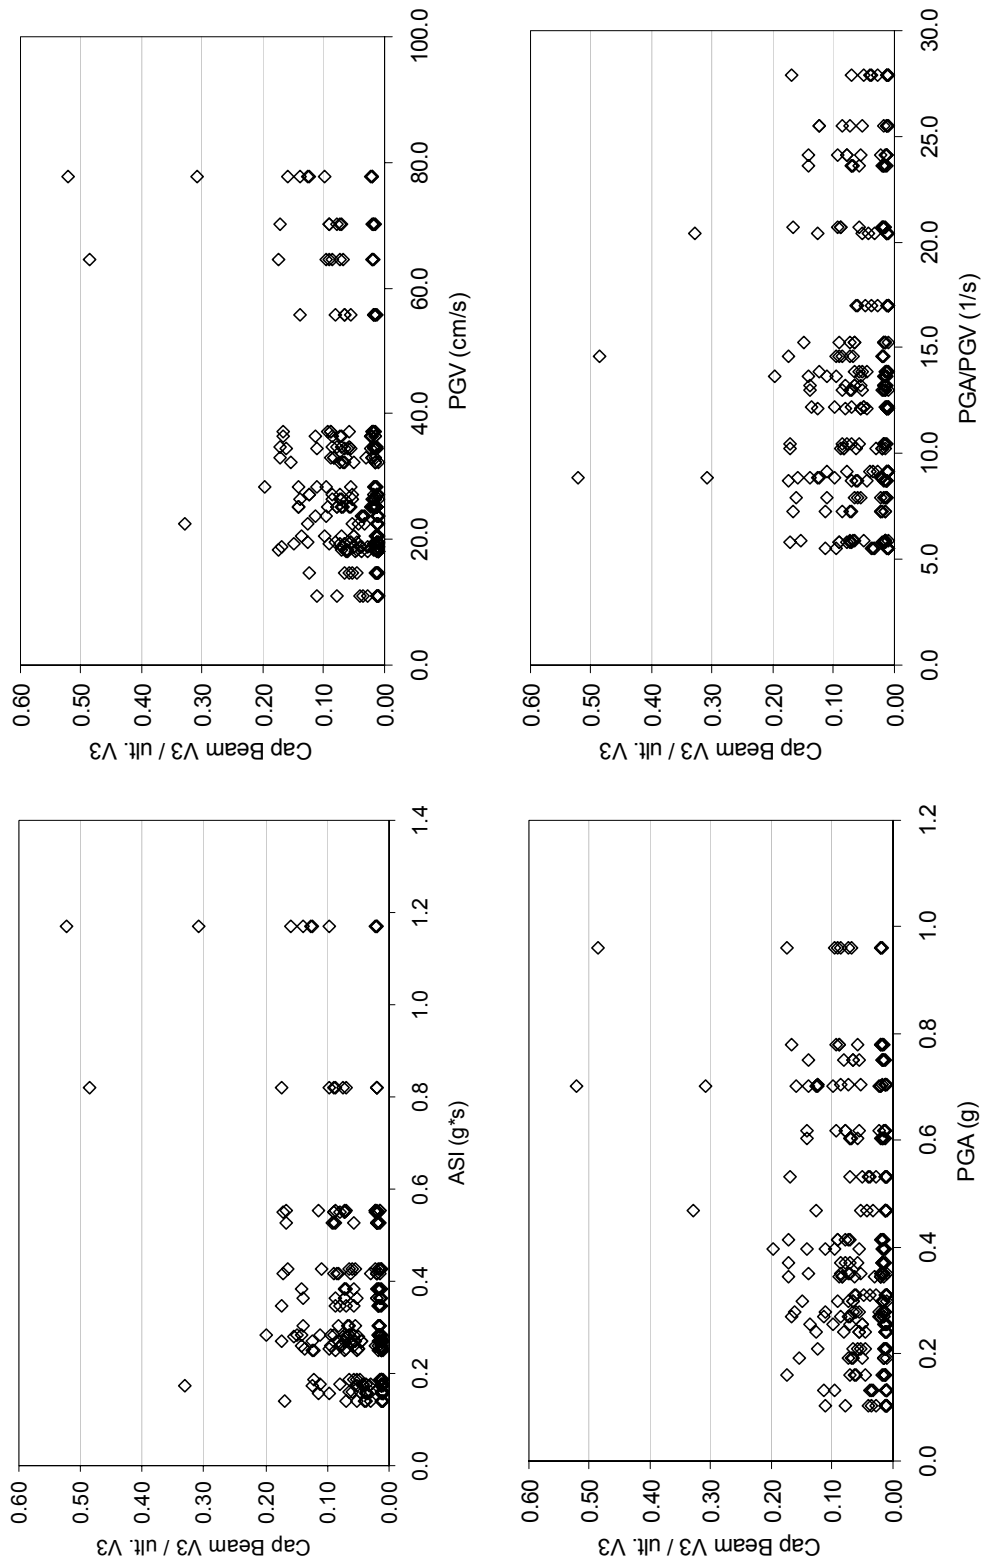 Cap Beam V3 / ult. V3
0.60
0.50
0.40
0.30
0.20
0.10
0.00
0.0 0.2 0.4 0.6 0.8 1.0 1.2 1.4
ASI (g*s)
Cap Beam V3 / ult. V3
0.60
0.50
0.40
0.30
0.20
0.10
0.00
0.0 20.0 40.0 60.0 80.0 100.0
PGV (cm/s)
Cap Beam V3 / ult. V3
0.60
0.50
0.40
0.30
0.20
0.10
0.00
0.0 0.2 0.4 0.6 0.8 1.0 1.2
PGA (g)
Cap Beam V3 / ult. V3
0.60
0.50
0.40
0.30
0.20
0.10
0.00
0.0 5.0 10.0 15.0 20.0 25.0 30.0
PGA/PGV (1/s)